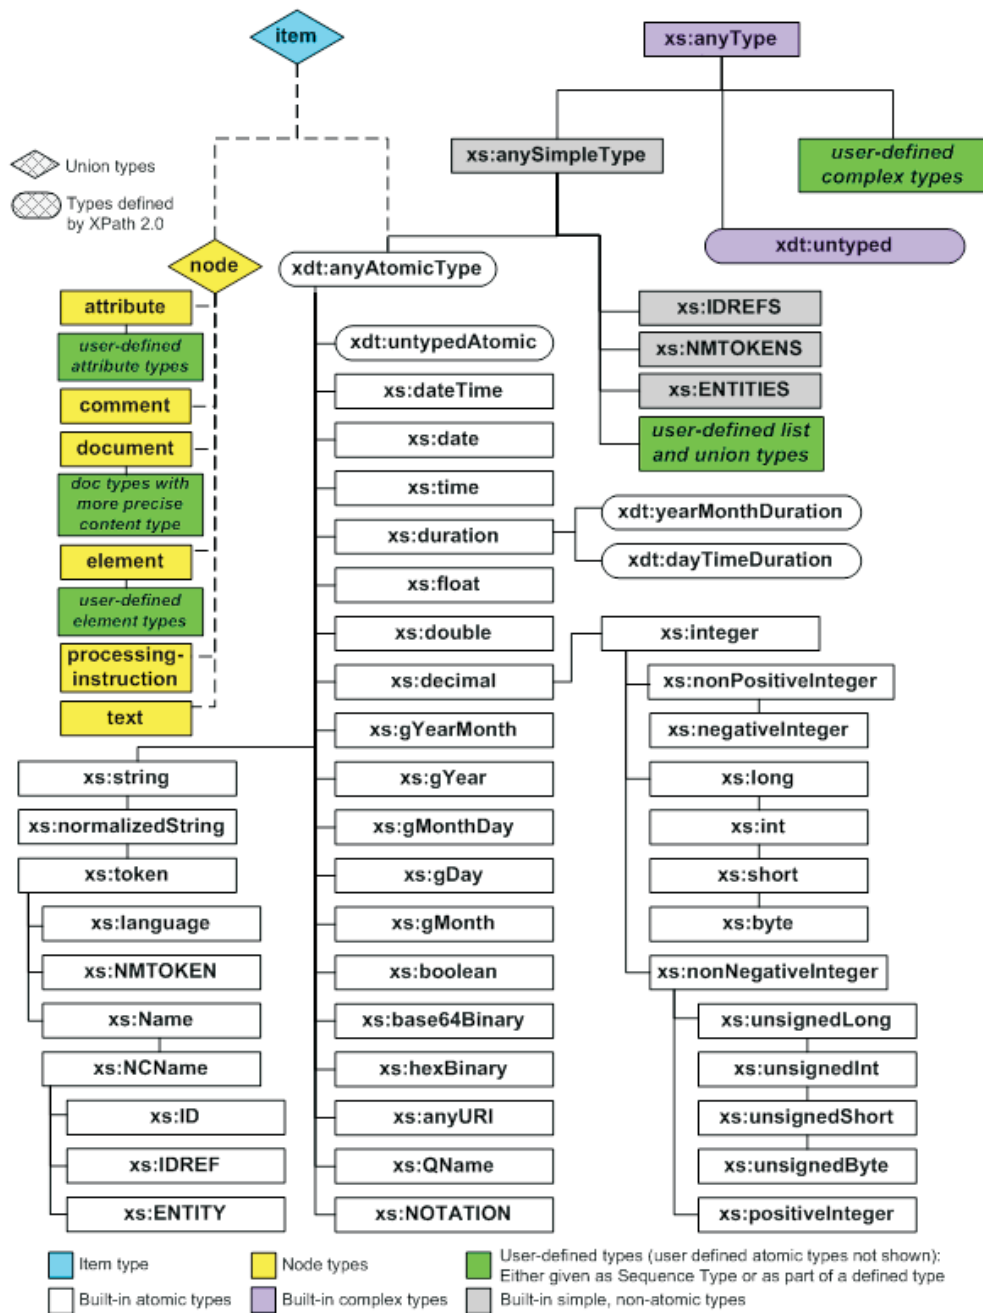 item
xs:anyType
xs:anySimpleType
user-defined
complex types
Union types
Types defined
by XPath 2.0
xdt:untyped
node
xdt:anyAtomicType
attribute
user-defined
attribute types
comment
document
doc types with
more precise
content type
element
user-defined
element types
processing-
instruction
text
xs:IDREFS
xs:NMTOKENS
xs:ENTITIES
user-defined list
and union types
xdt:untypedAtomic
xs:dateTime
xs:date
xs:time
xs:duration
xdt:yearMonthDuration
xdt:dayTimeDuration
xs:float
xs:double
xs:decimal
xs:integer
xs:nonPositiveInteger
xs:negativeInteger
xs:long
xs:int
xs:short
xs:byte
xs:nonNegativeInteger
xs:unsignedLong
xs:unsignedInt
xs:unsignedShort
xs:unsignedByte
xs:positiveInteger
xs:gYearMonth
xs:gYear
xs:gMonthDay
xs:gDay
xs:gMonth
xs:boolean
xs:base64Binary
xs:hexBinary
xs:anyURI
xs:QName
xs:NOTATION
xs:string
xs:normalizedString
xs:token
xs:language
xs:NMTOKEN
xs:Name
xs:NCName
xs:ID
xs:IDREF
xs:ENTITY
Item type
Node types
User-defined types (user defined atomic types not shown):
Either given as Sequence Type or as part of a defined type
Built-in atomic types
Built-in complex types
Built-in simple, non-atomic types